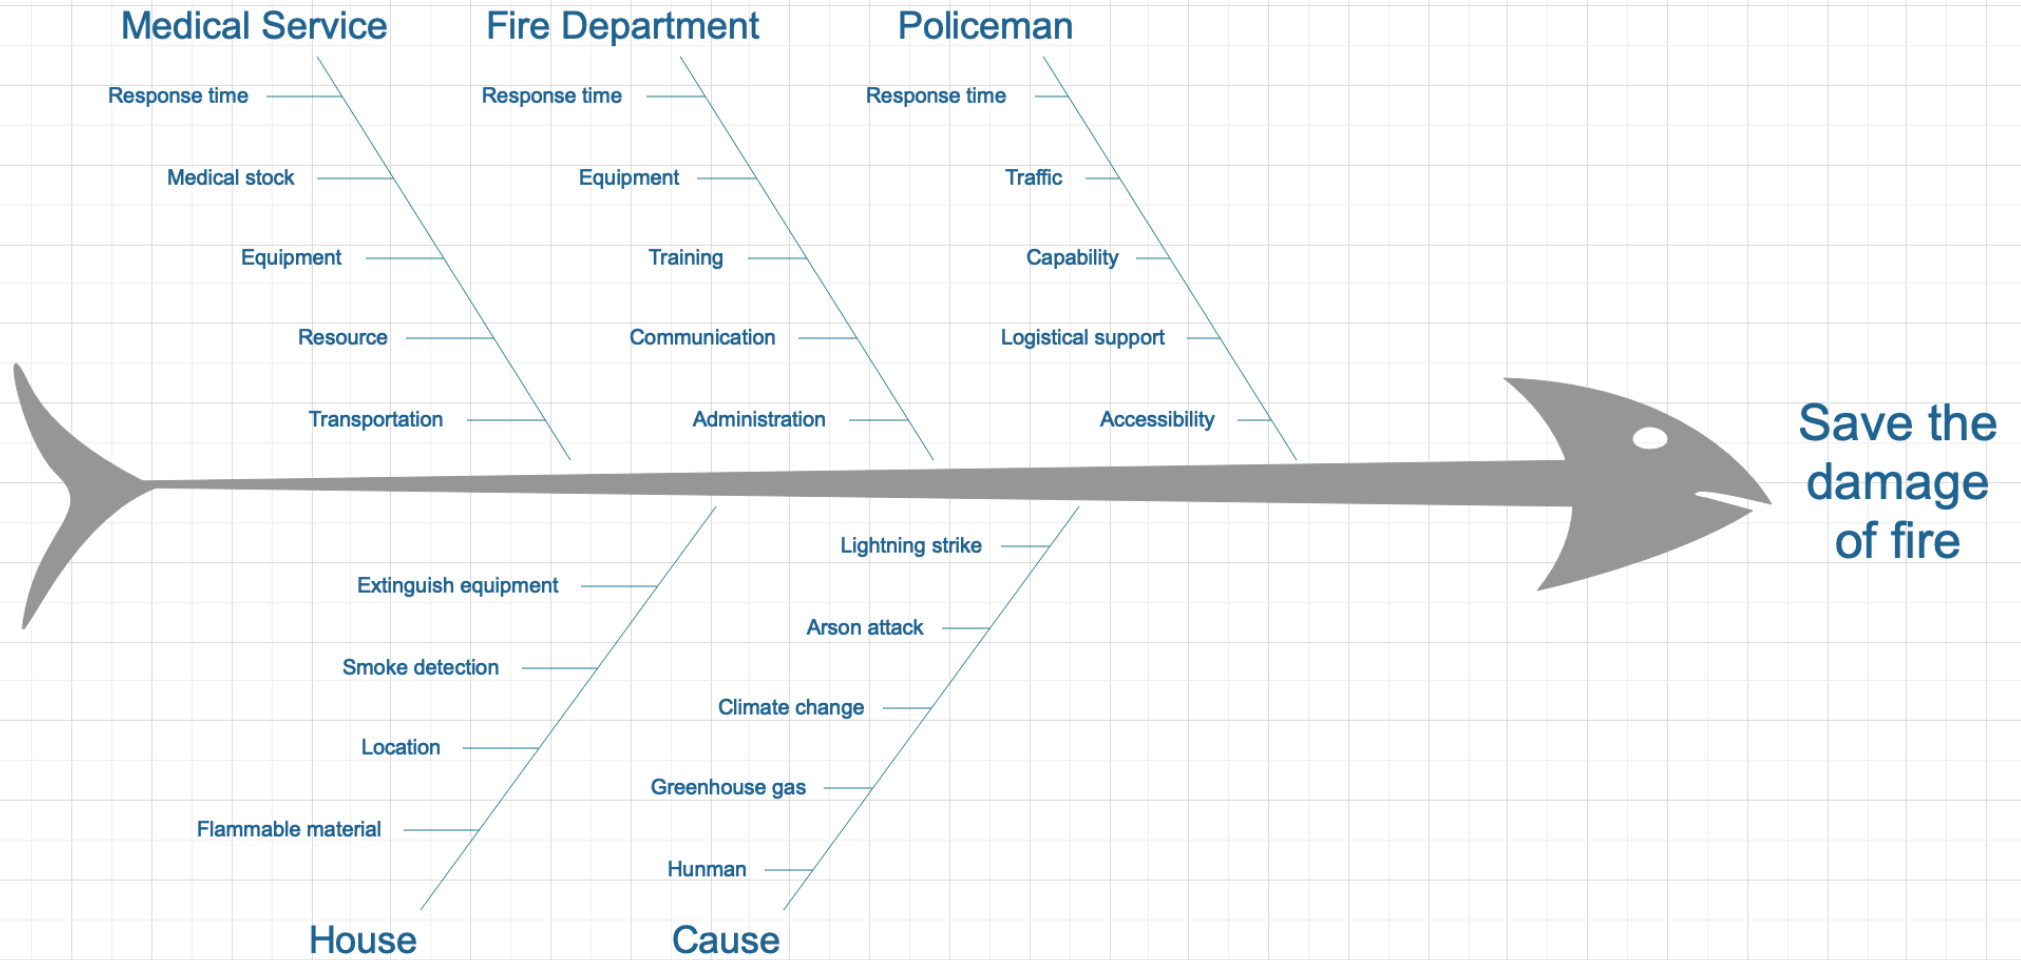 Medical Service
Response time
Medical stock
Equipment
Resource
Transportation
Fire Department
Response time
Equipment
Training
Communication
Administration
Policeman
Response time
Traffic
Capability
Logistical support
Accessibility
Save the
damage
of fire
Extinguish equipment
Smoke detection
Location
Flammable material
House
Lightning strike
Arson attack
Climate change
Greenhouse gas
Hunman
Cause